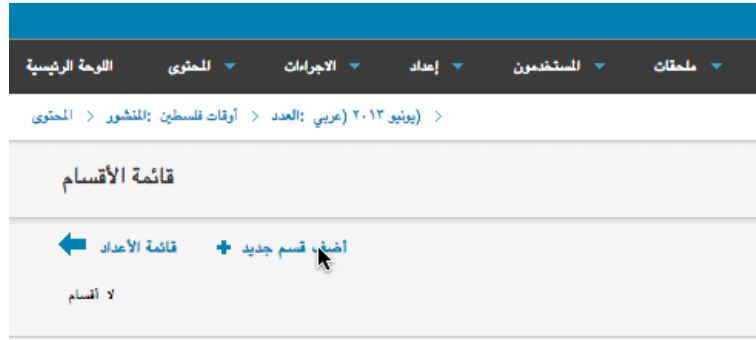 اللوحة الرئيسية المحتوى الاجراءات إعداد المستخدمون ملحقات
المحتوى > المنشور: أوقات فلسطين > العدد: يونيو ٢٠١٣ (عربي) >
قائمة الأقسام
قائمة الأعداد أضف قسم جديد +
لا أقسام